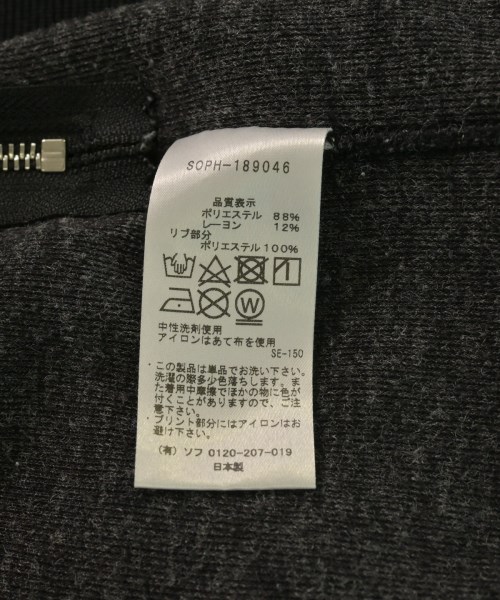 SOPH-189046
品質表示
ポリエステル 88%
レーヨン 12%
リブ部分
ポリエステル 100%
W
中性洗剤使用
アイロンはあて布を使用
SE-150
・この製品は単品でお洗い下さい。
洗濯の際多少色落ちします。ま
た着用中摩擦でほかの物に色が
付くことがありますので、ご注
意下さい。
・プリント部分にはアイロンはお
避け下さい。
(有) ソフ 0120-207-019
日本製